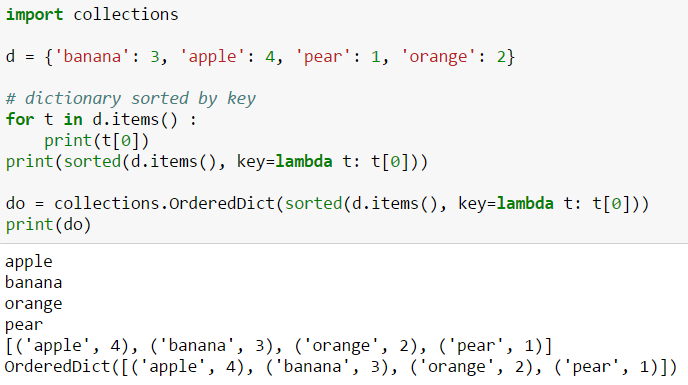 import collections
d = {'banana': 3, 'apple': 4, 'pear': 1, 'orange': 2}
# dictionary sorted by key
for t in d.items() :
    print(t[0])
print(sorted(d.items(), key=lambda t: t[0]))
do = collections.OrderedDict(sorted(d.items(), key=lambda t: t[0]))
print(do)
apple
banana
orange
pear
[('apple', 4), ('banana', 3), ('orange', 2), ('pear', 1)]
OrderedDict([('apple', 4), ('banana', 3), ('orange', 2), ('pear', 1)])